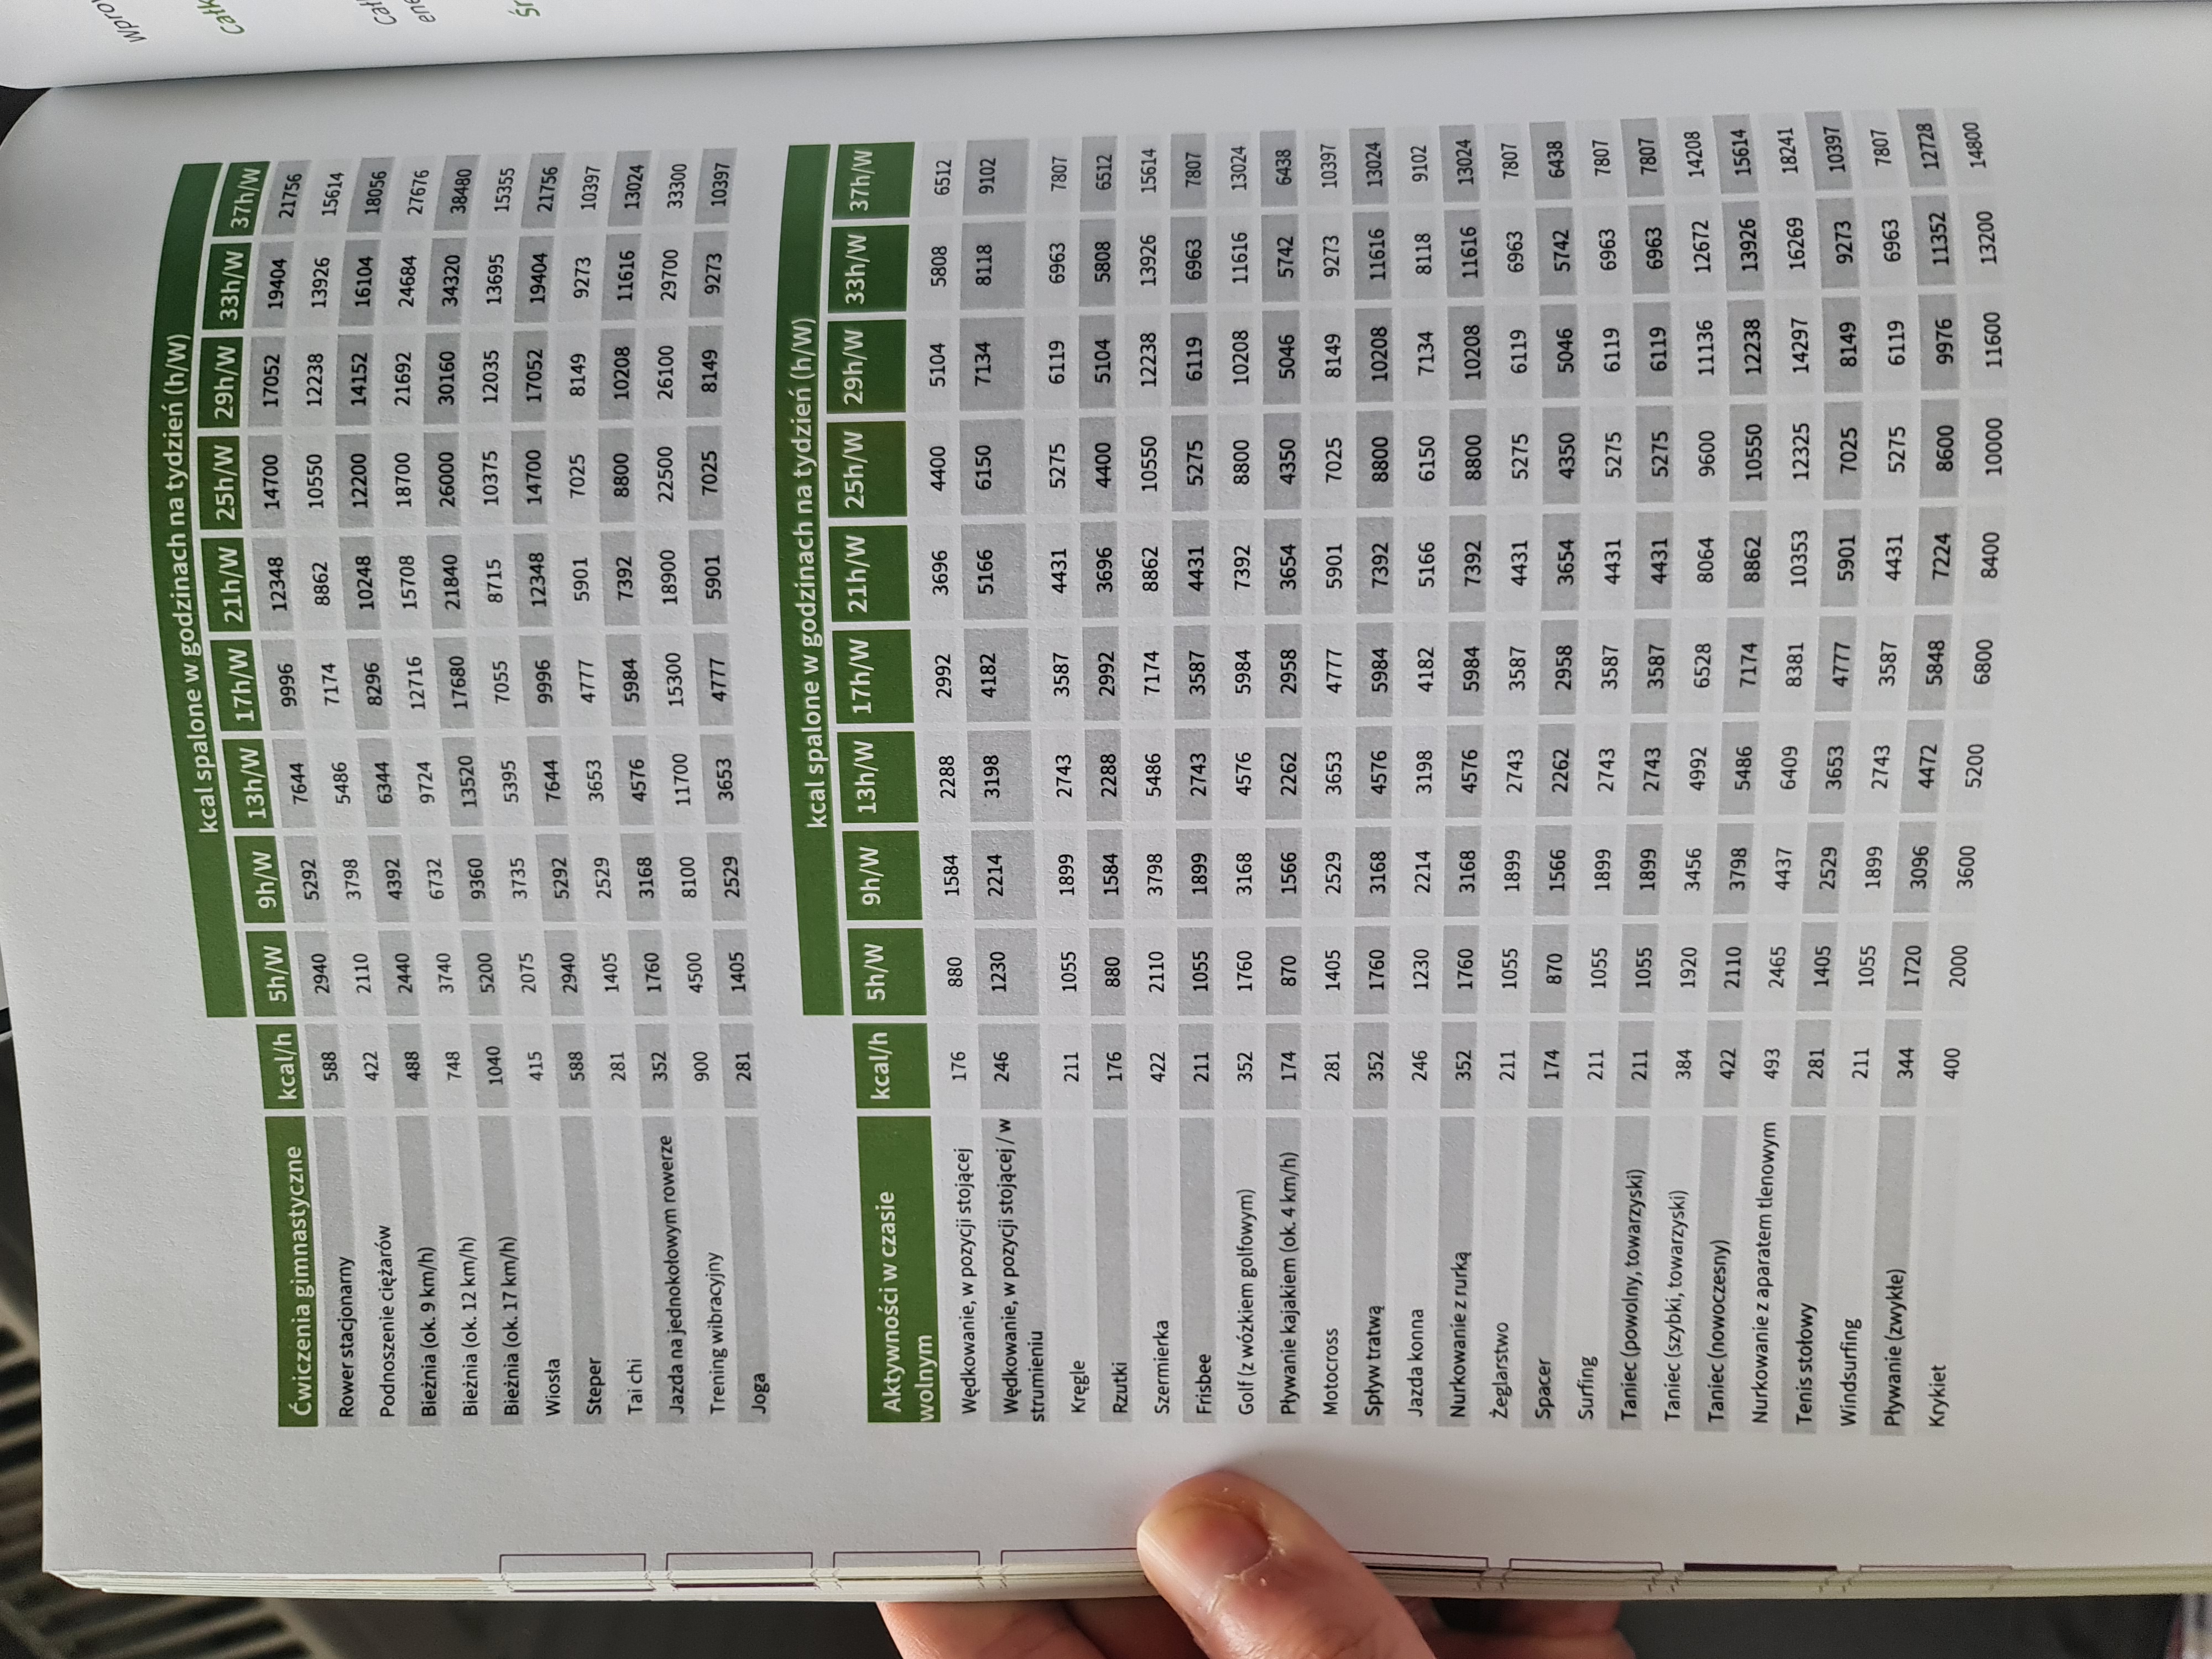 kcal spalone w godzinach na tydzień (h/W)
Ćwiczenia gimnastyczne kcal/h 5h/W 9h/W 13h/W 17h/W 21h/W 25h/W 29h/W 33h/W 37h/W
Rower stacjonarny 588 2940 5292 7644 9996 12348 14700 17052 19404 21756
Podnoszenie ciężarów 422 2110 3798 5486 7174 8862 10550 12238 13926 15614
Bieżnia (ok. 9 km/h) 488 2440 4392 6344 8296 10248 12200 14152 16104 18056
Bieżnia (ok. 12 km/h) 748 3740 6732 9724 12716 15708 18700 21692 24684 27676
Bieżnia (ok. 17 km/h) 1040 5200 9360 13520 17680 21840 26000 30160 34320 38480
Wiosła 415 2075 3735 5395 7055 8715 10375 12035 13695 15355
Steper 588 2940 5292 7644 9996 12348 14700 17052 19404 21756
Tai chi 281 1405 2529 3653 4777 5901 7025 8149 9273 10397
Jazda na jednokołowym rowerze 352 1760 3168 4576 5984 7392 8800 10208 11616 13024
Trening wibracyjny 900 4500 8100 11700 15300 18900 22500 26100 29700 33300
Joga 281 1405 2529 3653 4777 5901 7025 8149 9273 10397
kcal spalone w godzinach na tydzień (h/W)
Aktywności w czasie kcal/h 5h/W 9h/W 13h/W 17h/W 21h/W 25h/W 29h/W 33h/W 37h/W
wolnym
Wędkowanie, w pozycji stojącej 176 880 1584 2288 2992 3696 4400 5104 5808 6512
Wędkowanie, w pozycji stojącej / w 246 1230 2214 3198 4182 5166 6150 7134 8118 9102
strumieniu
Kręgle 211 1055 1899 2743 3587 4431 5275 6119 6963 7807
Rzutki 176 880 1584 2288 2992 3696 4400 5104 5808 6512
Szermierka 422 2110 3798 5486 7174 8862 10550 12238 13926 15614
Frisbee 211 1055 1899 2743 3587 4431 5275 6119 6963 7807
Golf (z wózkiem golfowym) 352 1760 3168 4576 5984 7392 8800 10208 11616 13024
Pływanie kajakiem (ok. 4 km/h) 174 870 1566 2262 2958 3654 4350 5046 5742 6438
Motocross 281 1405 2529 3653 4777 5901 7025 8149 9273 10397
Spływ tratwą 352 1760 3168 4576 5984 7392 8800 10208 11616 13024
Jazda konna 246 1230 2214 3198 4182 5166 6150 7134 8118 9102
Nurkowanie z rurką 352 1760 3168 4576 5984 7392 8800 10208 11616 13024
Żeglarstwo 211 1055 1899 2743 3587 4431 5275 6119 6963 7807
Spacer 174 870 1566 2262 2958 3654 4350 5046 5742 6438
Surfing 211 1055 1899 2743 3587 4431 5275 6119 6963 7807
Taniec (powolny, towarzyski) 211 1055 1899 2743 3587 4431 5275 6119 6963 7807
Taniec (szybki, towarzyski) 384 1920 3456 4992 6528 8064 9600 11136 12672 14208
Taniec (nowoczesny) 422 2110 3798 5486 7174 8862 10550 12238 13926 15614
Nurkowanie z aparatem tlenowym 493 2465 4437 6409 8381 10353 12325 14297 16269 18241
Tenis stołowy 281 1405 2529 3653 4777 5901 7025 8149 9273 10397
Windsurfing 211 1055 1899 2743 3587 4431 5275 6119 6963 7807
Pływanie (zwykłe) 344 1720 3096 4472 5848 7224 8600 9976 11352 12728
Krykiet 400 2000 3600 5200 6800 8400 10000 11600 13200 14800